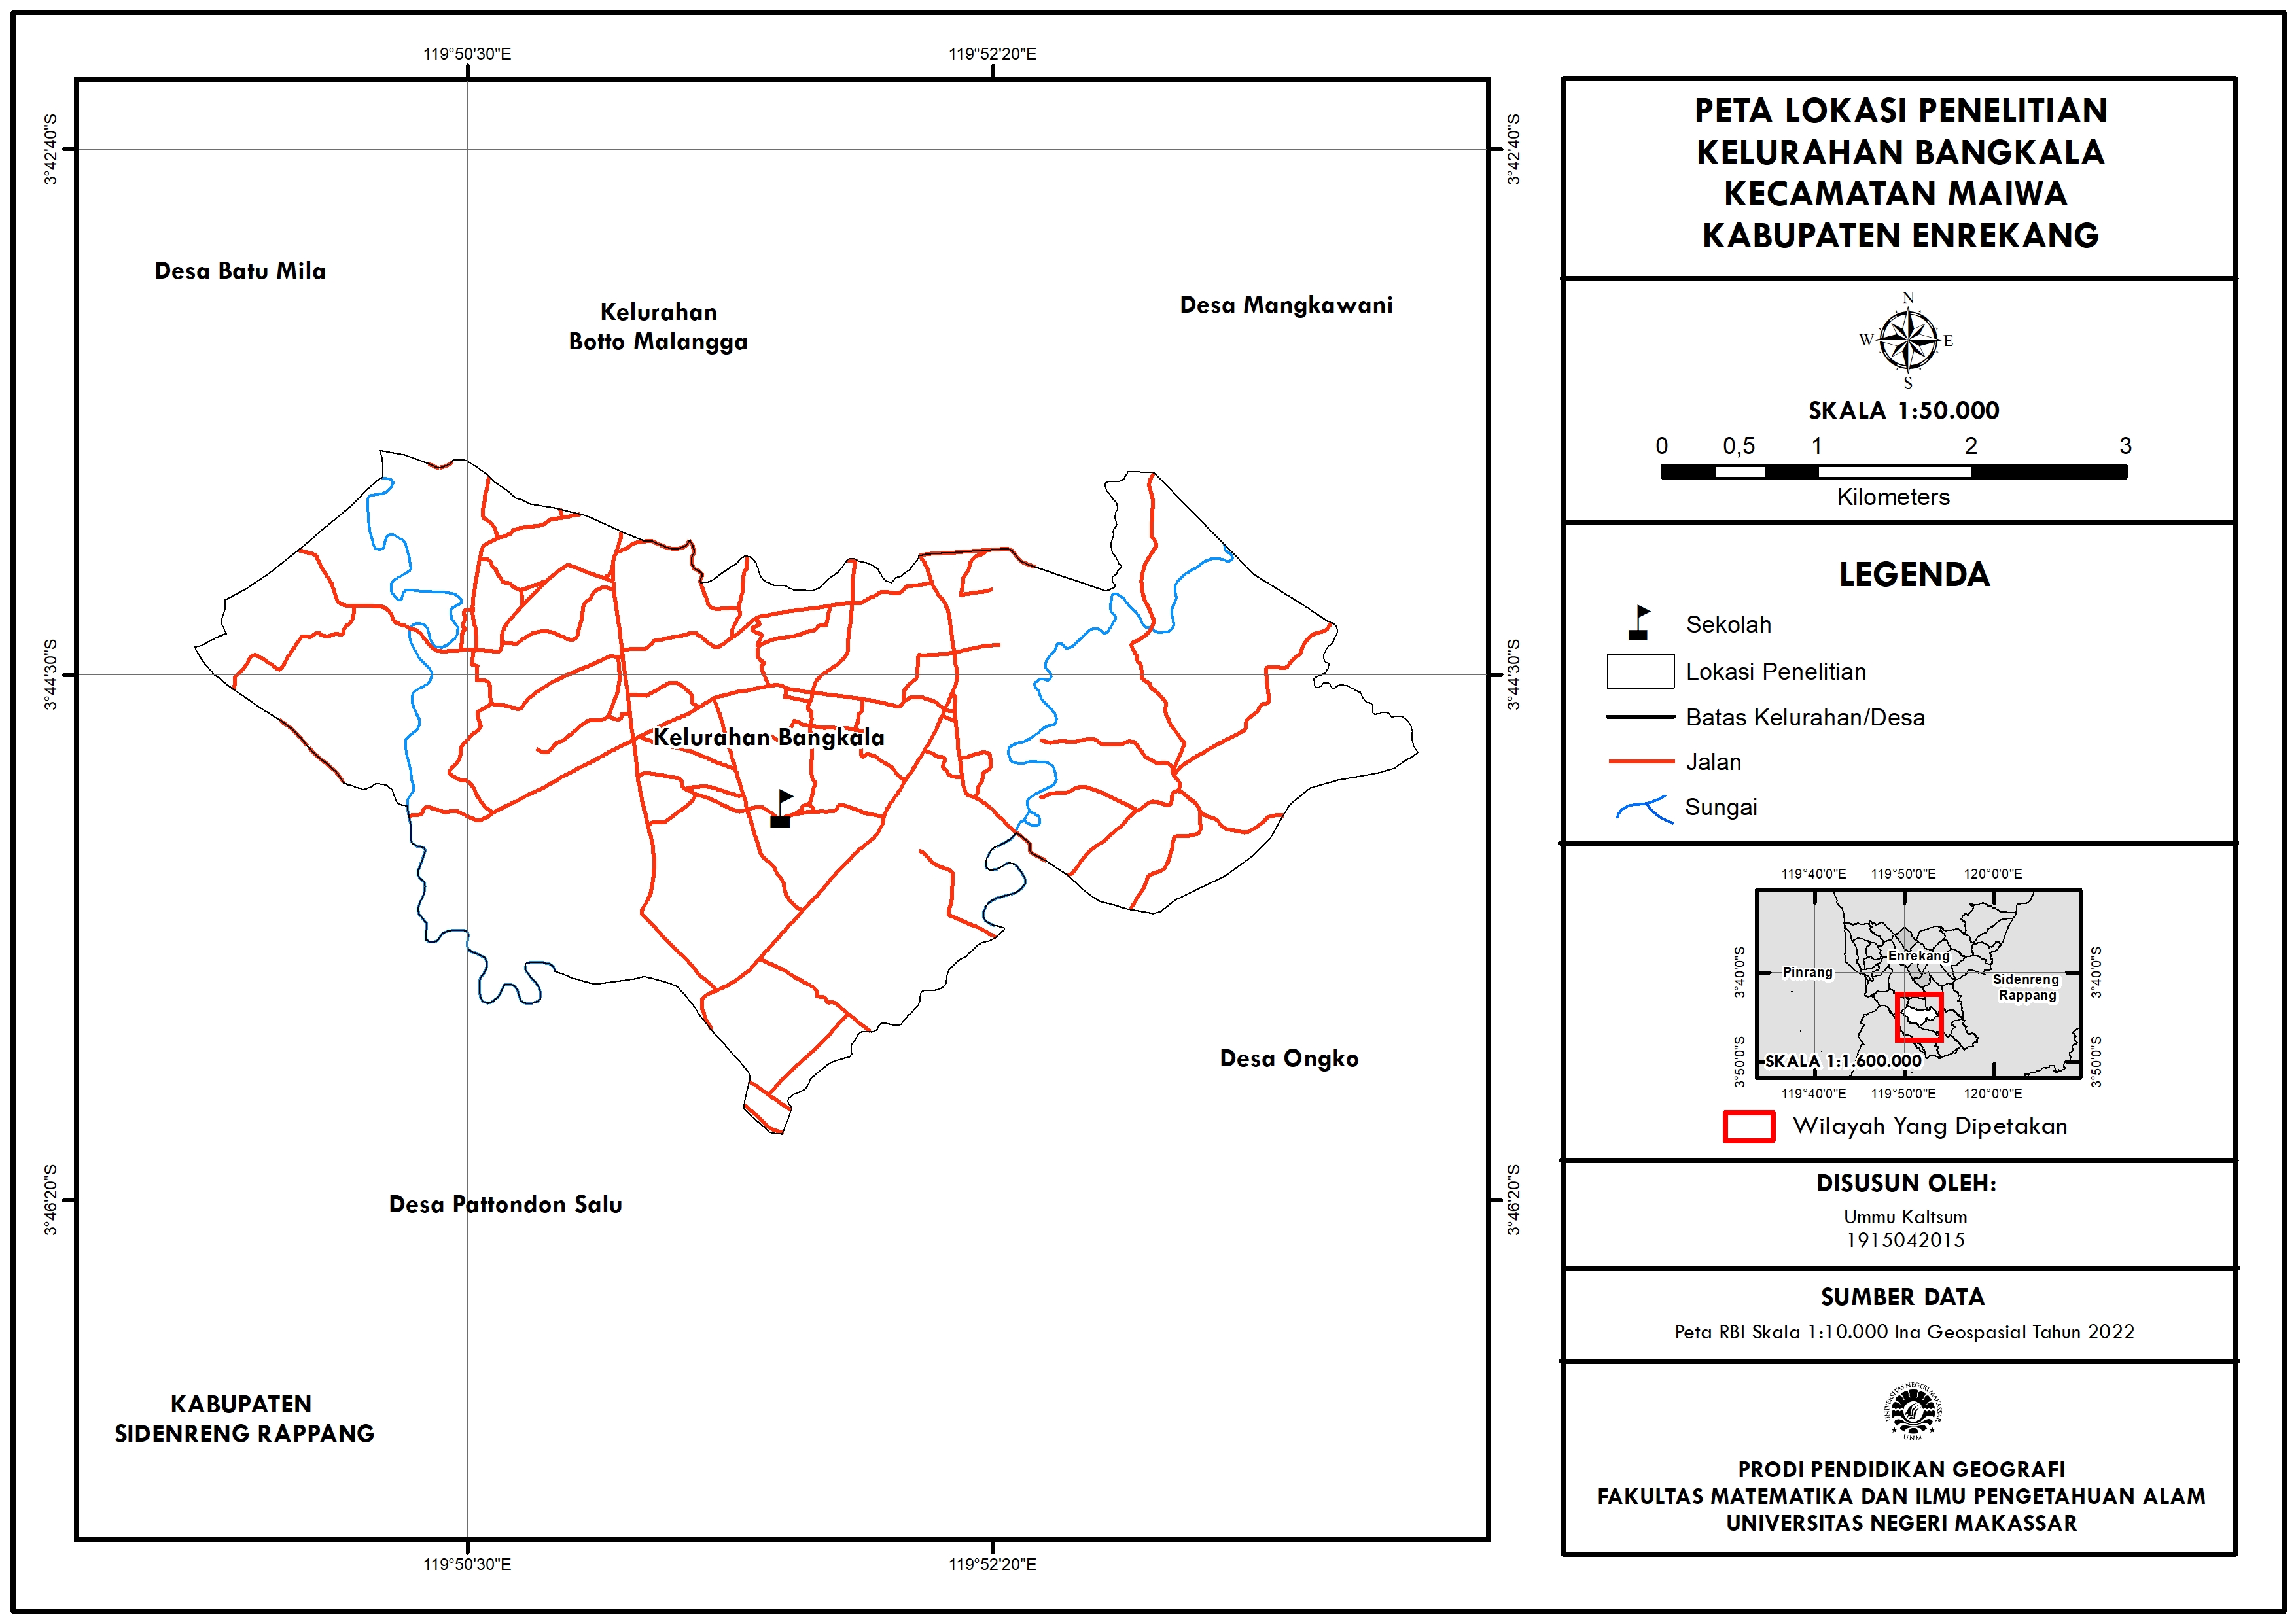 119°50'30"E
119°52'20"E
3°42'40"S
3°42'40"S
Desa Batu Mila
Kelurahan
Botto Malangga
Desa Mangkawani
3°44'30"S
3°44'30"S
Kelurahan Bangkala
Desa Ongko
3°46'20"S
3°46'20"S
Desa Pattondon Salu
KABUPATEN
SIDENRENG RAPPANG
119°50'30"E
119°52'20"E
PETA LOKASI PENELITIAN
KELURAHAN BANGKALA
KECAMATAN MAIWA
KABUPATEN ENREKANG
N
W E
S
SKALA 1:50.000
0 0,5 1 2 3
Kilometers
LEGENDA
Sekolah
Lokasi Penelitian
Batas Kelurahan/Desa
Jalan
Sungai
119°40'0"E 119°50'0"E 120°0'0"E
3°40'0"S
3°40'0"S
Enrekang
Pinrang
Sidenreng
Rappang
3°50'0"S
3°50'0"S
SKALA 1:1.600.000
119°40'0"E 119°50'0"E 120°0'0"E
Wilayah Yang Dipetakan
DISUSUN OLEH:
Ummu Kaltsum
1915042015
SUMBER DATA
Peta RBI Skala 1:10.000 Ina Geospasial Tahun 2022
UNIVERSITAS NEGERI MAKASSAR
UNM
PRODI PENDIDIKAN GEOGRAFI
FAKULTAS MATEMATIKA DAN ILMU PENGETAHUAN ALAM
UNIVERSITAS NEGERI MAKASSAR